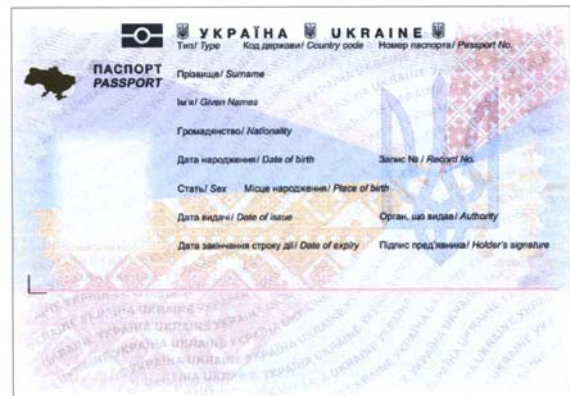 УКРАЇНА UKRAINE
Тип/ Type Код держави/ Country code Номер паспорта/ Passport No.
ПАСПОРТ
PASSPORT
Прізвище/ Surname
Ім'я/ Given Names
Громадянство/ Nationality
Дата народження/ Date of birth Запис № / Record No.
Стать/ Sex Місце народження/ Place of birth
Дата видачі/ Date of issue Орган, що видав/ Authority
Дата закінчення строку дії/ Date of expiry Підпис пред'явника/ Holder's signature